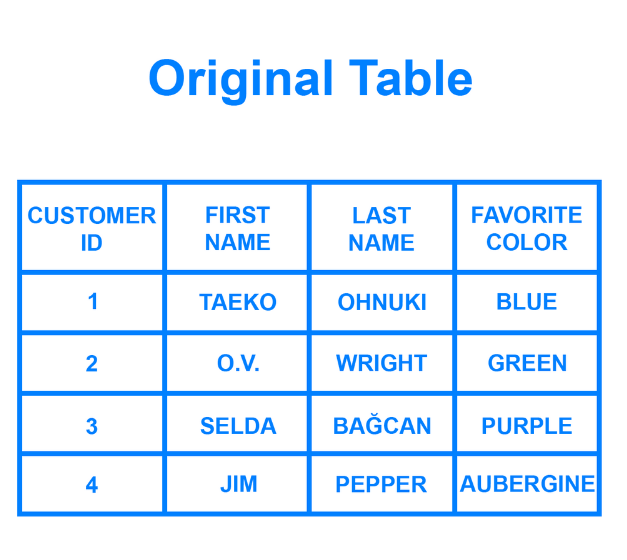 Original Table
CUSTOMER ID FIRST NAME LAST NAME FAVORITE COLOR
1 TAEKO OHNUKI BLUE
2 O.V. WRIGHT GREEN
3 SELDA BAĞCAN PURPLE
4 JIM PEPPER AUBERGINE